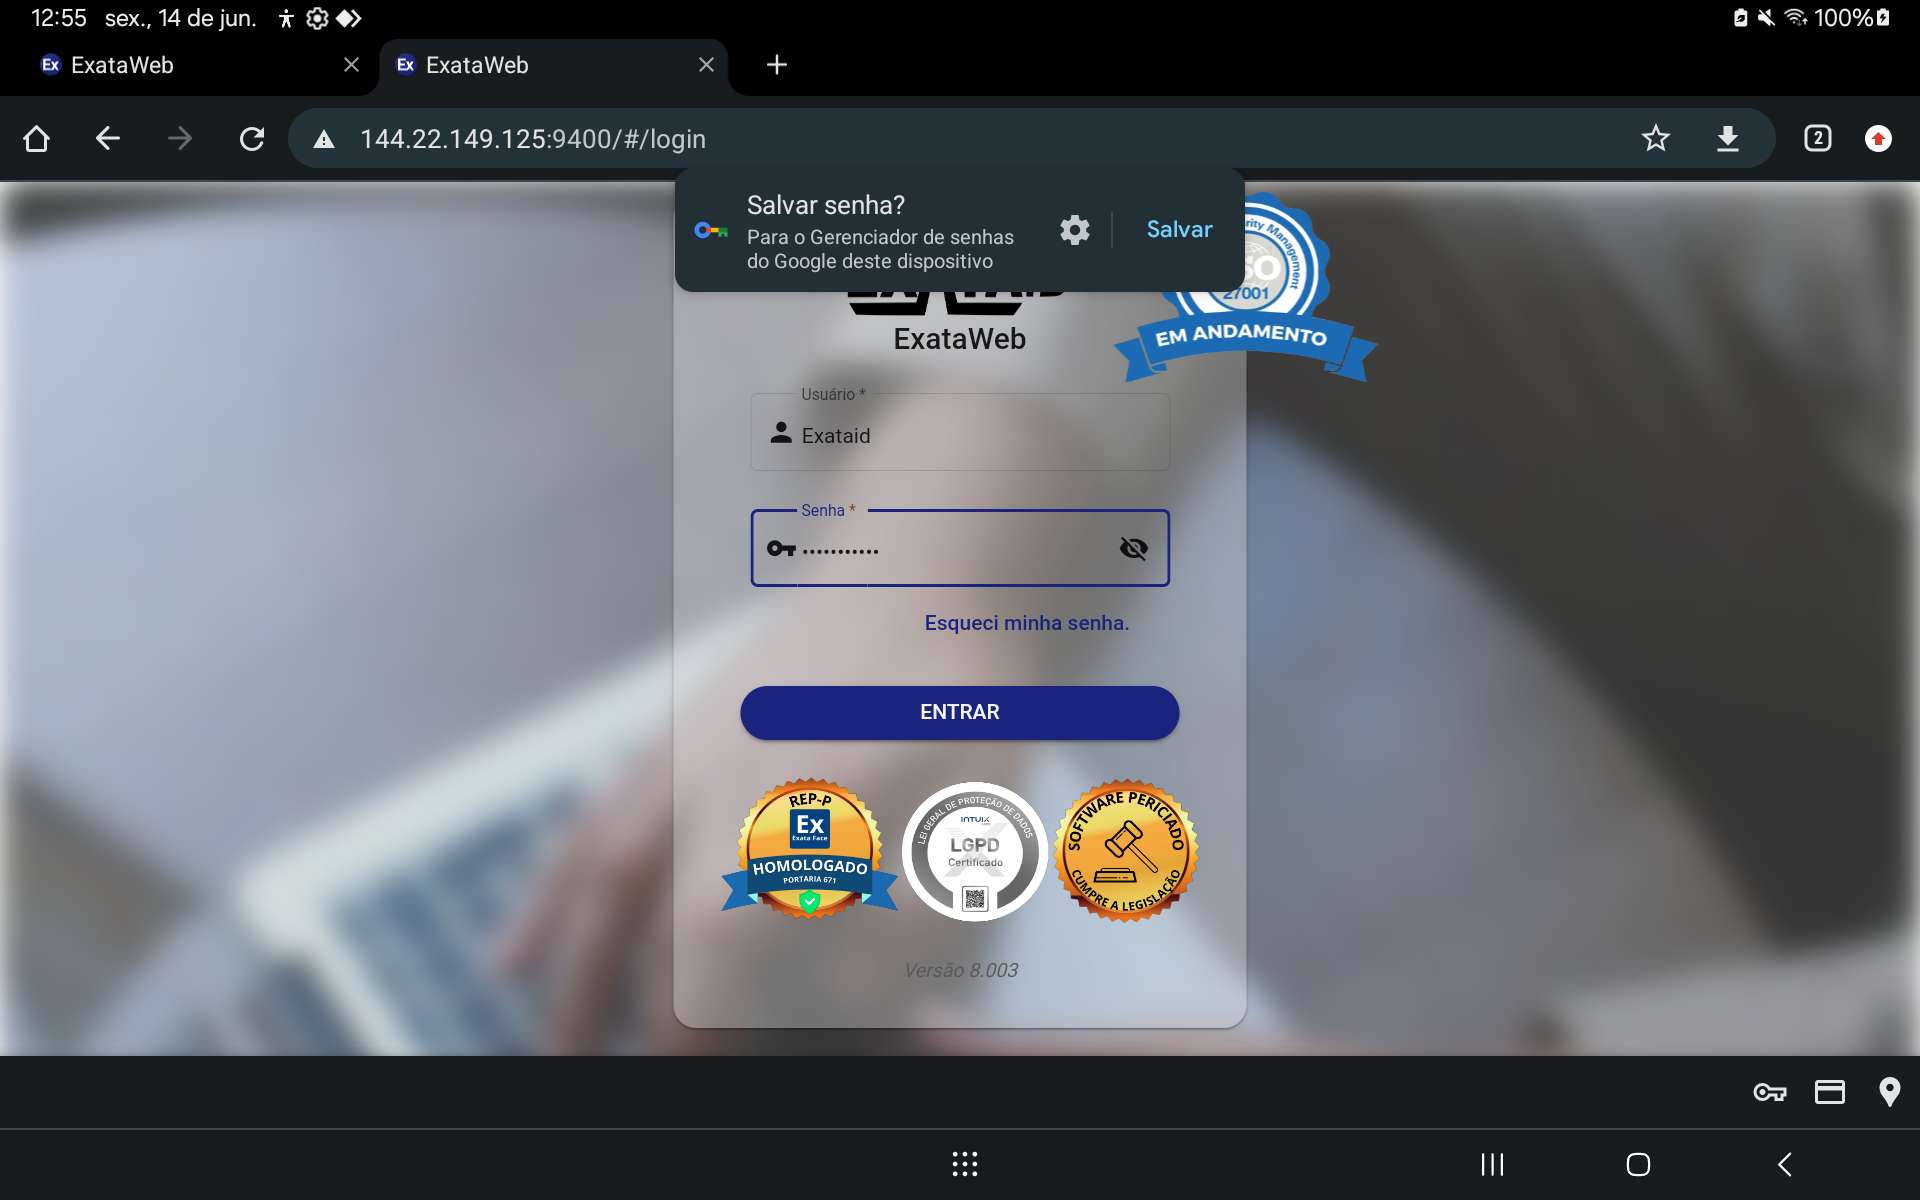 12:55 sex., 14 de jun.
100%
Ex ExataWeb
Ex ExataWeb
144.22.149.125:9400/#/login
2
Salvar senha?
Para o Gerenciador de senhas
do Google deste dispositivo
Salvar
Management
27001
EM ANDAMENTO
ExataWeb
Usuário *
Exataid
Senha *
•••••••••••
Esqueci minha senha.
ENTRAR
REP-P
Ex
Exata Face
HOMOLOGADO
PORTARIA 671
LEI GERAL DE PROTEÇÃO DE DADOS
INTUIX
LGPD
Certificado
SOFTWARE PERICIADO
CUMPRE A LEGISLAÇÃO
Versão 8.003